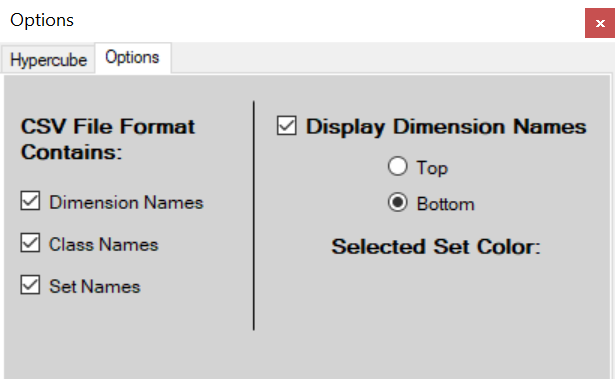 Options
Hypercube
Options
CSV File Format
Contains:
Dimension Names
Class Names
Set Names
Display Dimension Names
Top
Bottom
Selected Set Color: